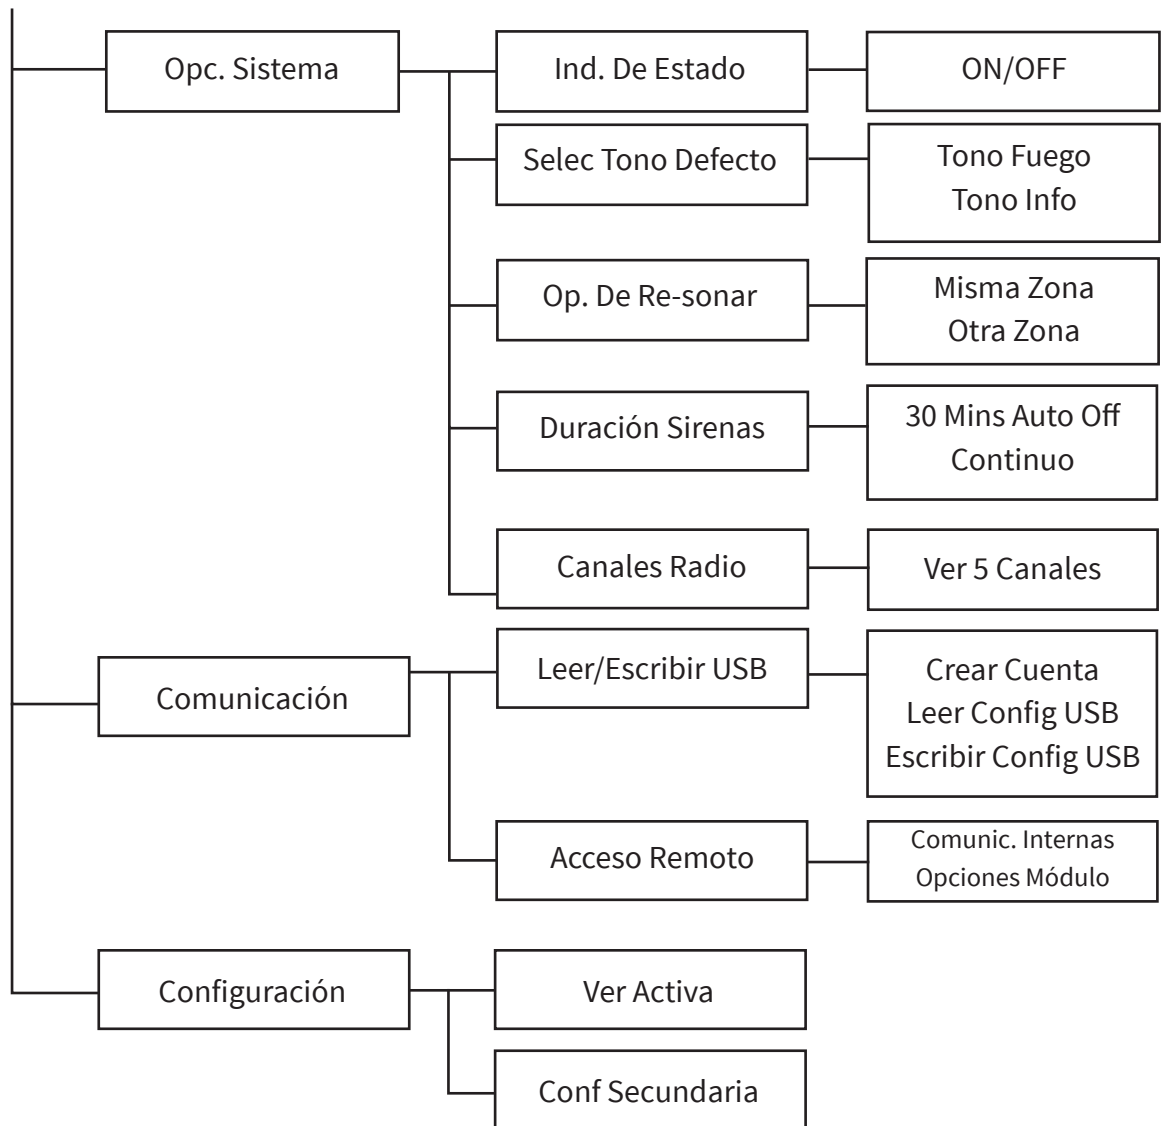 Opc. Sistema
Ind. De Estado
ON/OFF
Selec Tono Defecto
Tono Fuego
Tono Info
Op. De Re-sonar
Misma Zona
Otra Zona
Duración Sirenas
30 Mins Auto Off
Continuo
Canales Radio
Ver 5 Canales
Comunicación
Leer/Escribir USB
Crear Cuenta
Leer Config USB
Escribir Config USB
Acceso Remoto
Comunic. Internas
Opciones Módulo
Configuración
Ver Activa
Conf Secundaria